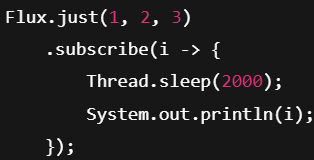 Flux.just(1, 2, 3)
    .subscribe(i -> {
        Thread.sleep(2000);
        System.out.println(i);
    });